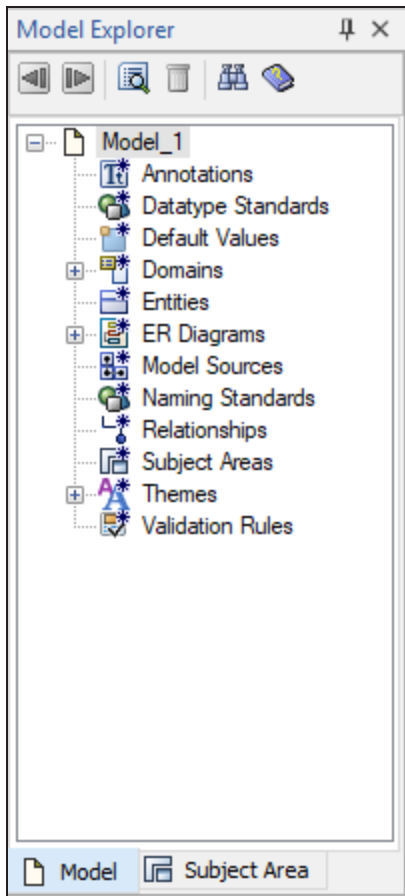 Model Explorer
Model_1
Annotations
Datatype Standards
Default Values
Domains
Entities
ER Diagrams
Model Sources
Naming Standards
Relationships
Subject Areas
Themes
Validation Rules
Model Subject Area